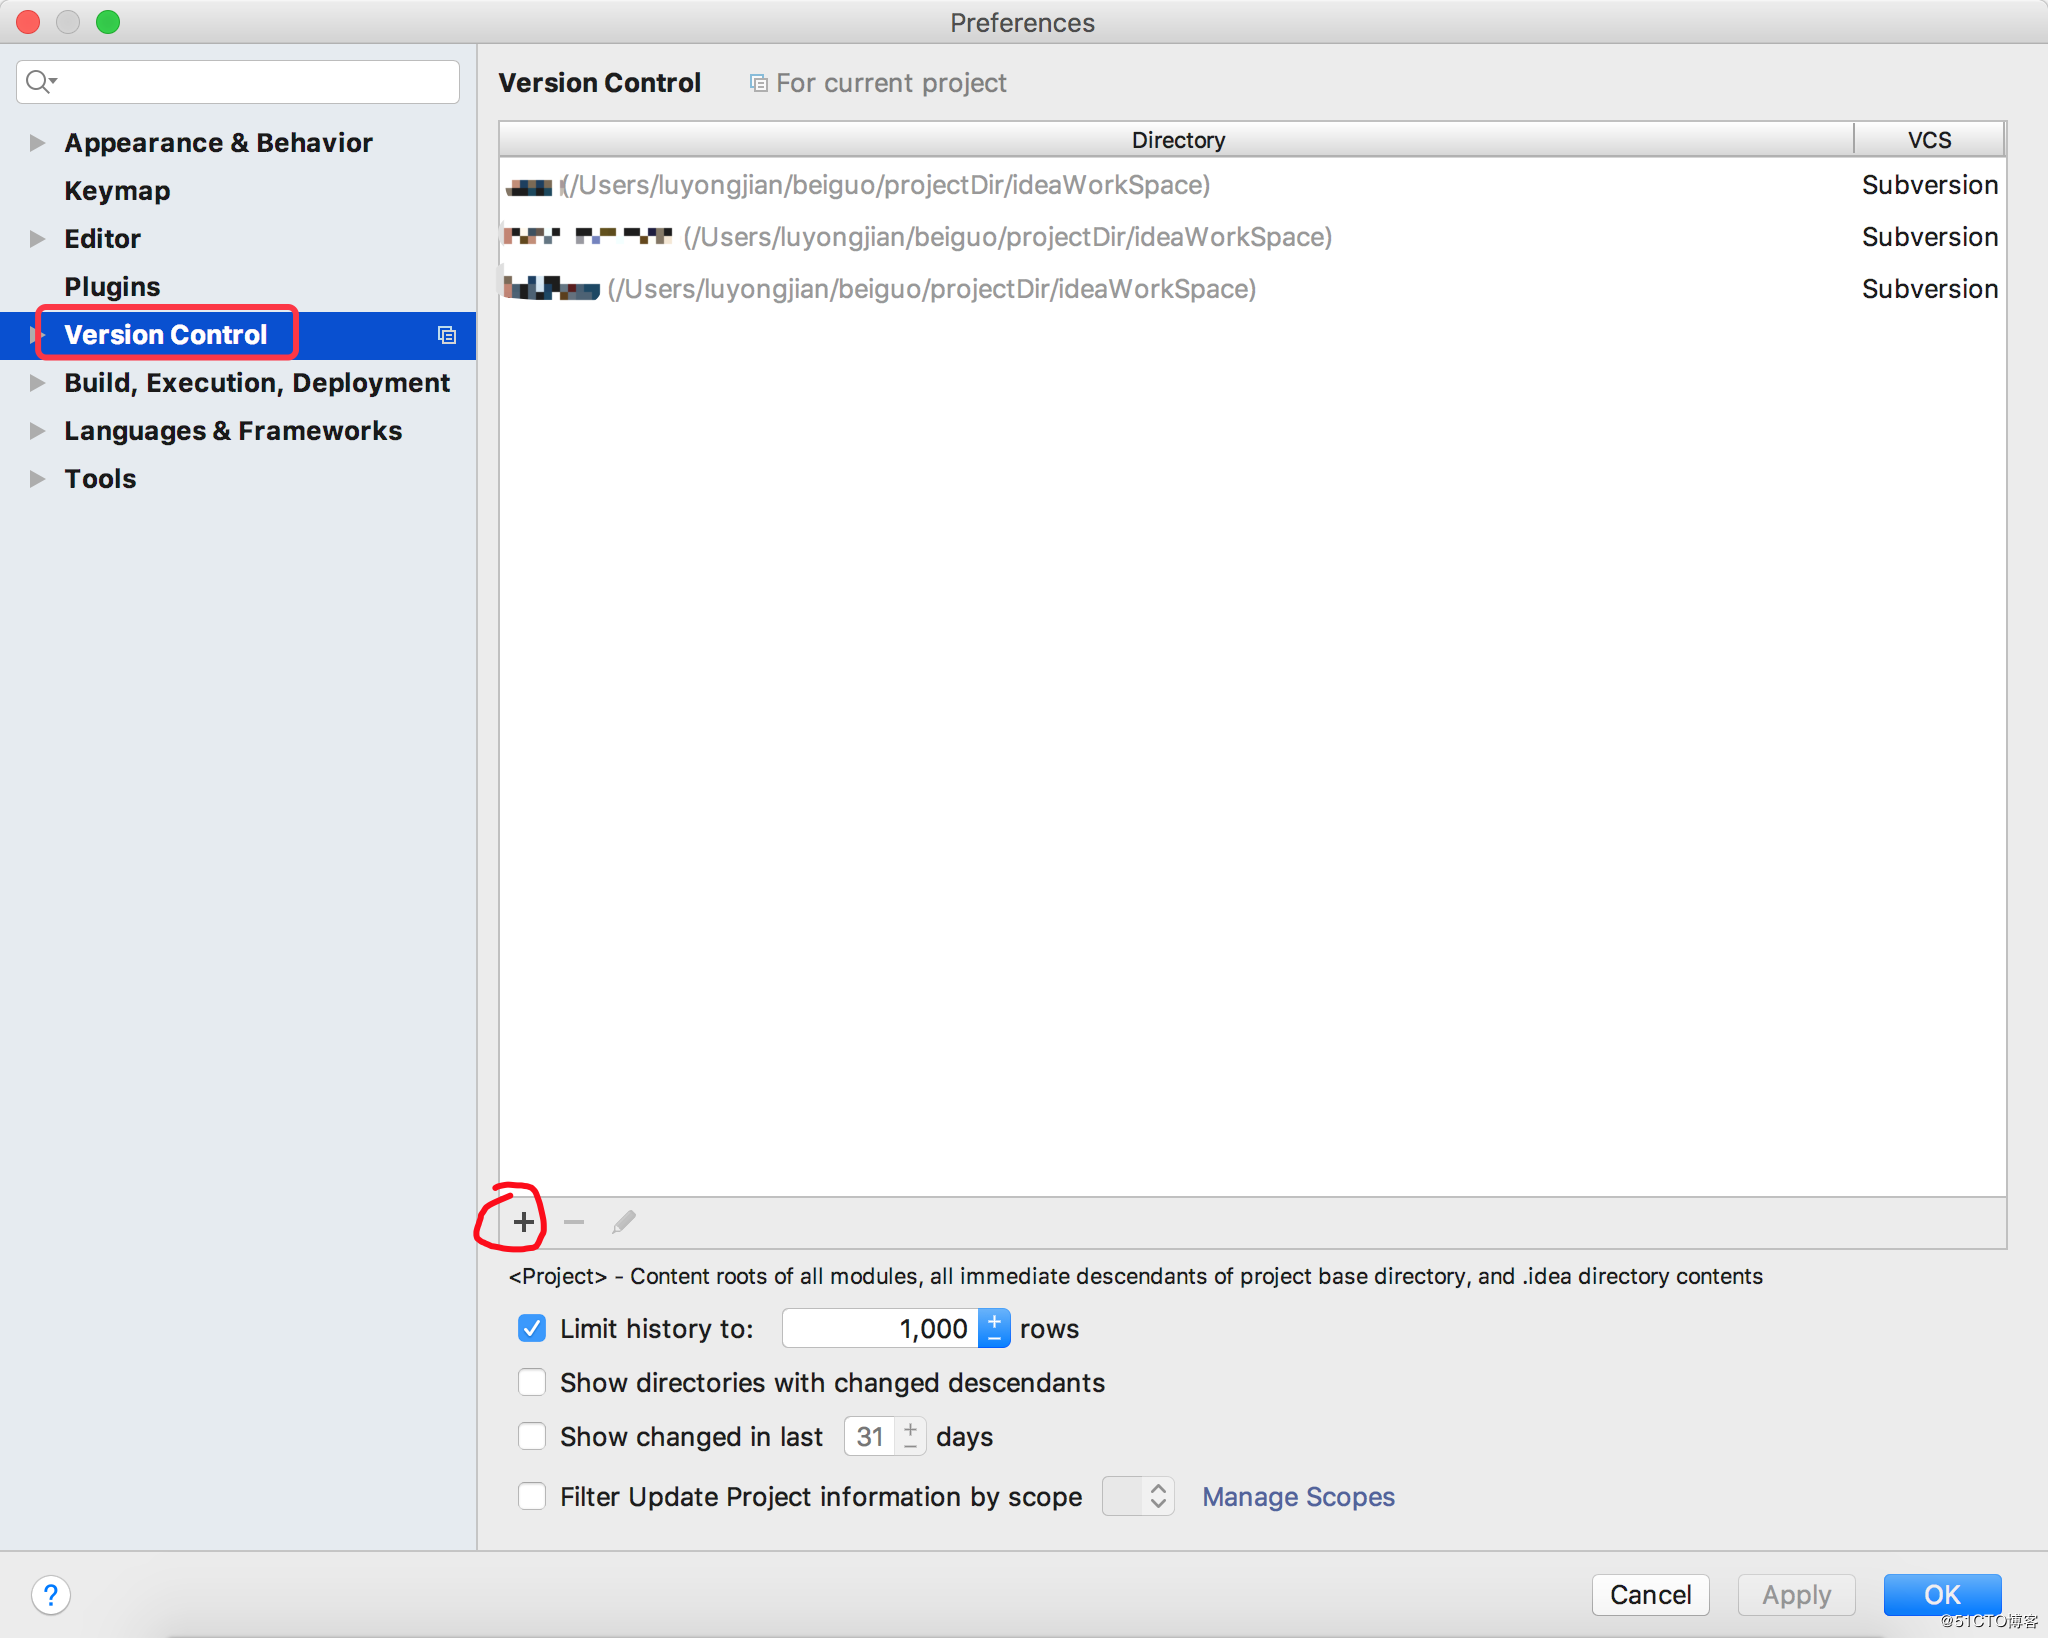 Preferences
Version Control For current project
Appearance & Behavior
Keymap
Editor
Plugins
Version Control
Build, Execution, Deployment
Languages & Frameworks
Tools
Directory VCS
(/Users/luyongjian/beiguo/projectDir/ideaWorkSpace) Subversion
(/Users/luyongjian/beiguo/projectDir/ideaWorkSpace) Subversion
(/Users/luyongjian/beiguo/projectDir/ideaWorkSpace) Subversion
<Project> - Content roots of all modules, all immediate descendants of project base directory, and .idea directory contents
Limit history to: 1,000 rows
Show directories with changed descendants
Show changed in last 31 days
Filter Update Project information by scope Manage Scopes
? Cancel Apply OK
@51CTO博客